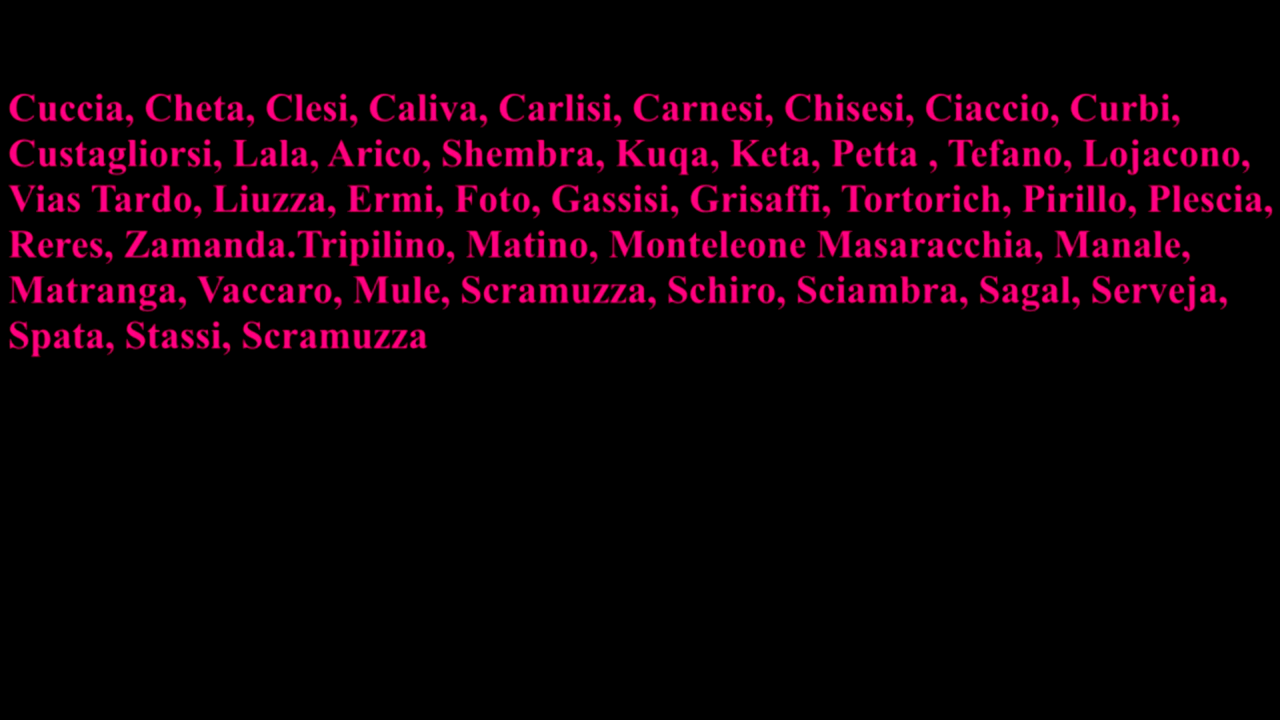 Cuccia, Cheta, Clesi, Caliva, Carlisi, Carnesi, Chisesi, Ciaccio, Curbi,
Custagliorsi, Lala, Arico, Shembra, Kuqa, Keta, Petta , Tefano, Lojacono,
Vias Tardo, Liuzza, Ermi, Foto, Gassisi, Grisaffi, Tortorich, Pirillo, Plescia,
Reres, Zamanda.Tripilino, Matino, Monteleone Masaracchia, Manale,
Matranga, Vaccaro, Mule, Scramuzza, Schiro, Sciambra, Sagal, Serveja,
Spata, Stassi, Scramuzza